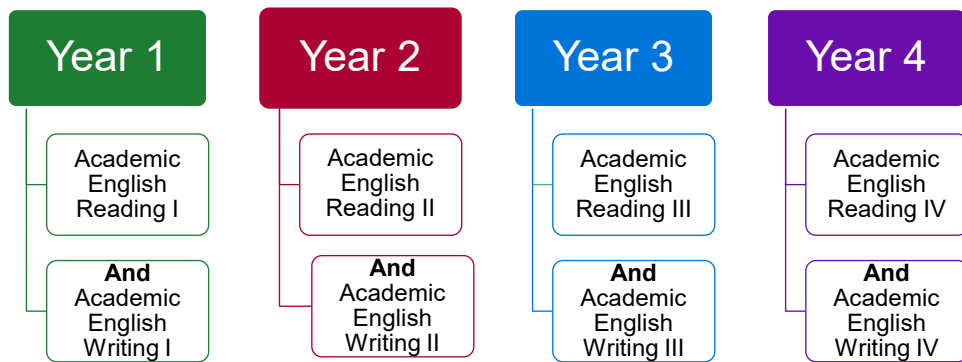 Year 1
Academic
English
Reading I
And
Academic
English
Writing I
Year 2
Academic
English
Reading II
And
Academic
English
Writing II
Year 3
Academic
English
Reading III
And
Academic
English
Writing III
Year 4
Academic
English
Reading IV
And
Academic
English
Writing IV